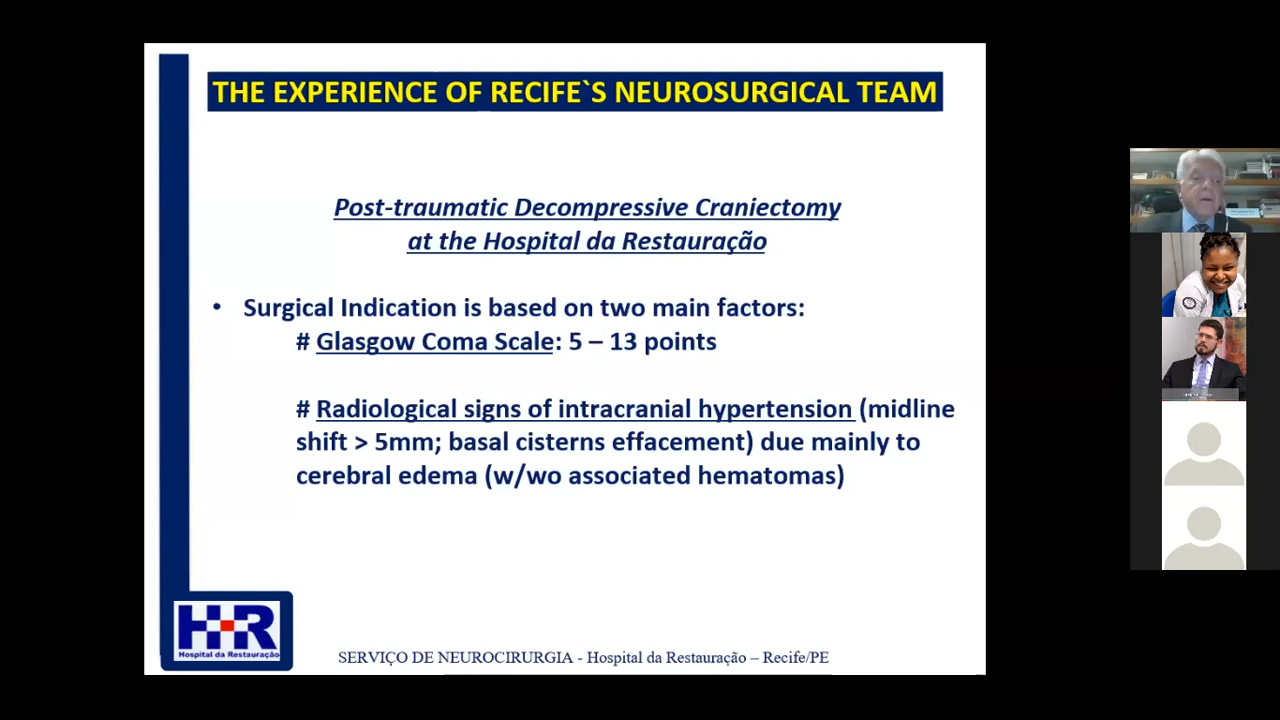 THE EXPERIENCE OF RECIFE`S NEUROSURGICAL TEAM
Post-traumatic Decompressive Craniectomy
at the Hospital da Restauração
• Surgical Indication is based on two main factors:
# Glasgow Coma Scale: 5 – 13 points
# Radiological signs of intracranial hypertension (midline
shift > 5mm; basal cisterns effacement) due mainly to
cerebral edema (w/wo associated hematomas)
H+R
Hospital da Restauração
SERVIÇO DE NEUROCIRURGIA - Hospital da Restauração – Recife/PE